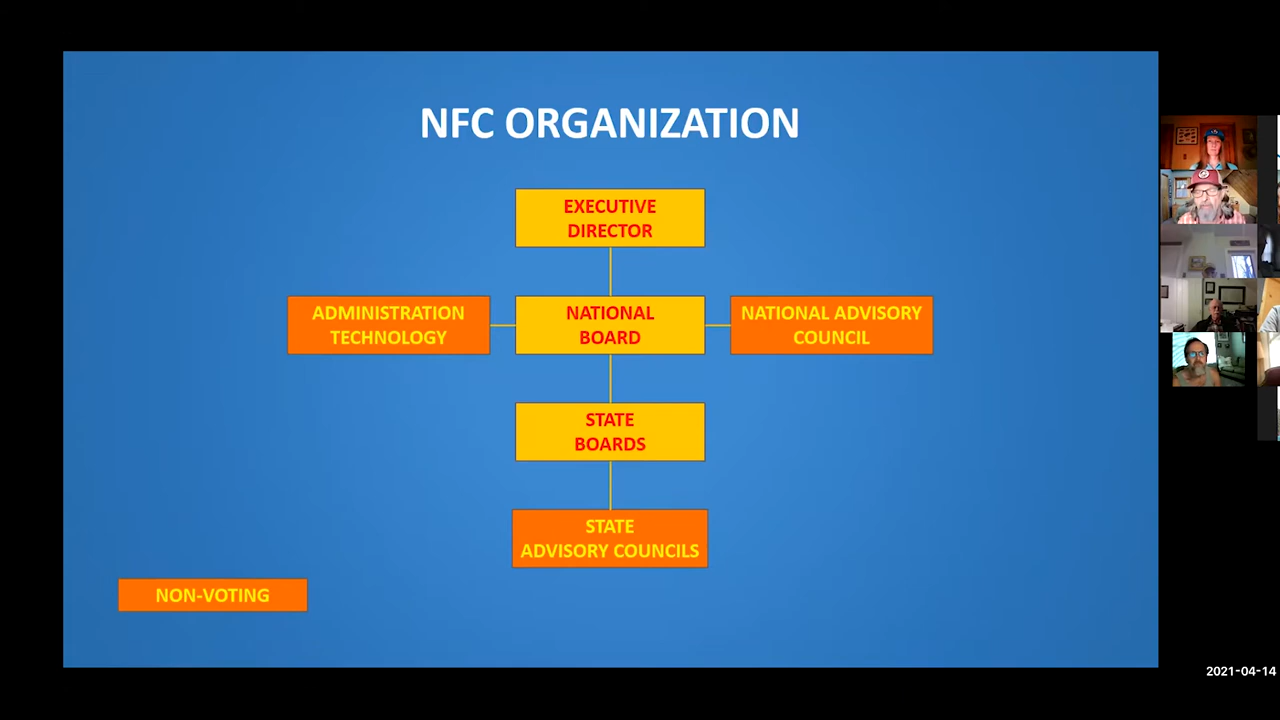 NFC ORGANIZATION
EXECUTIVE
DIRECTOR
ADMINISTRATION
TECHNOLOGY
NATIONAL
BOARD
NATIONAL ADVISORY
COUNCIL
STATE
BOARDS
STATE
ADVISORY COUNCILS
NON-VOTING
2021-04-14